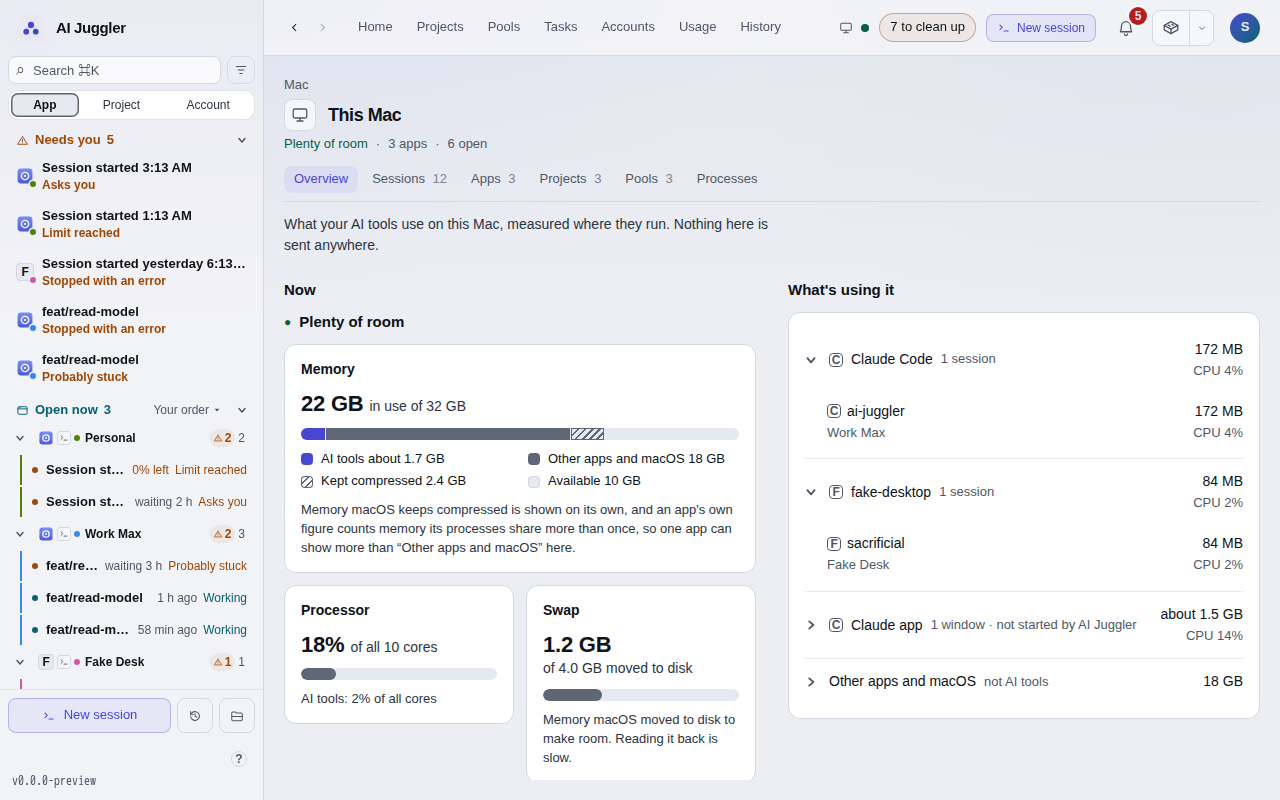 AI Juggler
Search ⌘K
App Project Account
Needs you 5
Session started 3:13 AM
Asks you
Session started 1:13 AM
Limit reached
F
Session started yesterday 6:13…
Stopped with an error
feat/read-model
Stopped with an error
feat/read-model
Probably stuck
Open now 3 Your order
Personal 2 2
Session st… 0% left Limit reached
Session st… waiting 2 h Asks you
Work Max 2 3
feat/re… waiting 3 h Probably stuck
feat/read-model 1 h ago Working
feat/read-m… 58 min ago Working
F Fake Desk 1 1
New session
?
v0.0.0-preview
Home Projects Pools Tasks Accounts Usage History
7 to clean up
New session
5
S
Mac
This Mac
Plenty of room · 3 apps · 6 open
Overview Sessions 12 Apps 3 Projects 3 Pools 3 Processes
What your AI tools use on this Mac, measured where they run. Nothing here is
sent anywhere.
Now
Plenty of room
Memory
22 GB in use of 32 GB
AI tools about 1.7 GB Other apps and macOS 18 GB
Kept compressed 2.4 GB Available 10 GB
Memory macOS keeps compressed is shown on its own, and an app's own
figure counts memory its processes share more than once, so one app can
show more than “Other apps and macOS” here.
Processor
18% of all 10 cores
AI tools: 2% of all cores
Swap
1.2 GB
of 4.0 GB moved to disk
Memory macOS moved to disk to
make room. Reading it back is
slow.
What's using it
C Claude Code 1 session 172 MB
CPU 4%
C ai-juggler 172 MB
Work Max CPU 4%
F fake-desktop 1 session 84 MB
CPU 2%
F sacrificial 84 MB
Fake Desk CPU 2%
C Claude app 1 window · not started by AI Juggler about 1.5 GB
CPU 14%
Other apps and macOS not AI tools 18 GB